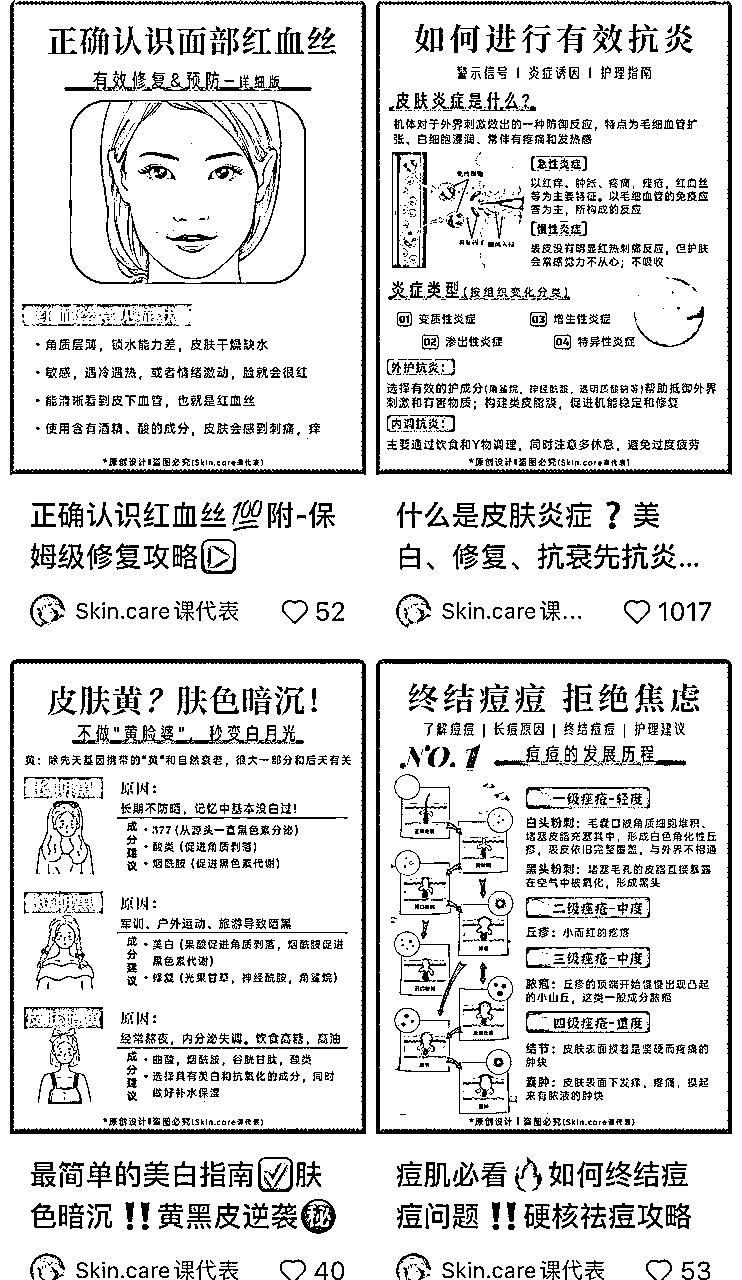 正确认识面部红血丝
有效修复&预防—详细版
• 角质层薄，锁水能力差，皮肤干燥缺水
• 敏感，遇冷遇热，或者情绪激动，脸就会很红
• 能清晰看到皮下血管，也就是红血丝
• 使用含有酒精、酸的成分，皮肤会感到刺痛，痒
*原创设计‖盗图必究(Skin.care课代表)
正确认识红血丝💯附-保
姆级修复攻略▶️
Skin.care课代表 ♡ 52
如何进行有效抗炎
警示信号 | 炎症诱因 | 护理指南
皮肤炎症是什么?
机体对于外界刺激做出的一种防御反应，特点为毛细血管扩
张、白细胞浸润、常伴有疼痛和发热感
急性炎症
以红痒、肿胀、疼痛，痤疮，红血丝
等为主要特征。以毛细血管的免疫应
答为主，所构成的反应
慢性炎症
表皮没有明显红热刺痛反应，但护肤
会常感觉力不从心；不吸收
炎症类型(按组织变化分类)
01 变质性炎症 03 增生性炎症
02 渗出性炎症 04 特异性炎症
外护抗炎：
选择有效的护成分(角鲨烷，神经酰胺，透明质酸钠等)帮助抵御外界
刺激和有害物质；构建类皮脂膜，促进机能稳定和修复
内调抗炎：
主要通过饮食和Y物调理，同时注意多休息，避免过度疲劳
*原创设计‖盗图必究(Skin.care课代表)
什么是皮肤炎症❓美
白、修复、抗衰先抗炎...
Skin.care课... ♡ 1017
皮肤黄？肤色暗沉！
不做"黄脸婆"，秒变白月光
黄：除先天基因携带的"黄"和自然衰老，很大一部分和后天有关
原因：
长期不防晒，记忆中基本没白过!
成分建议
• 377 (从源头一直黑色素分泌)
• 酸类 (促进角质剥落)
• 烟酰胺 (促进黑色素代谢)
原因：
军训、户外运动、旅游导致晒黑
成分建议
• 美白 (果酸促进角质剥落，烟酰胺促进
黑色素代谢)
• 修复 (光果甘草，神经酰胺，角鲨烷)
原因：
经常熬夜，内分泌失调。饮食高糖，高油
成分建议
• 曲酸，烟酰胺，谷胱甘肽，酸类
• 选择具有美白和抗氧化的成分，同时
做好补水保湿
*原创设计‖盗图必究(Skin.care课代表)
最简单的美白指南☑️肤
色暗沉‼️黄黑皮逆袭㊙️
Skin.care课代表 ♡ 40
终结痘痘 拒绝焦虑
了解痘痘 | 长痘原因 | 终结痘痘 | 护理建议
NO.1 痘痘的发展历程
一级痤疮-轻度
白头粉刺：毛囊口被角质细胞堆积、
堵塞皮脂充塞其中，形成白色角化性丘
疹，表皮依旧完整覆盖，与外界不相通
黑头粉刺：堵塞毛孔的皮脂直接暴露
在空气中被氧化，形成黑头
二级痤疮-中度
丘疹：小而红的疙瘩
三级痤疮-中度
脓疱：丘疹的顶端开始慢慢出现凸起
的小山丘，这类一般成分脓疱
四级痤疮-重度
结节：皮肤表面摸着是坚硬而疼痛的
肿块
囊肿：皮肤表面下发痒，疼痛，摸起
来有脓液的肿块
*原创设计‖盗图必究(Skin.care课代表)
痘肌必看🔥如何终结痘
痘问题‼️硬核祛痘攻略
Skin.care课代表 ♡ 53